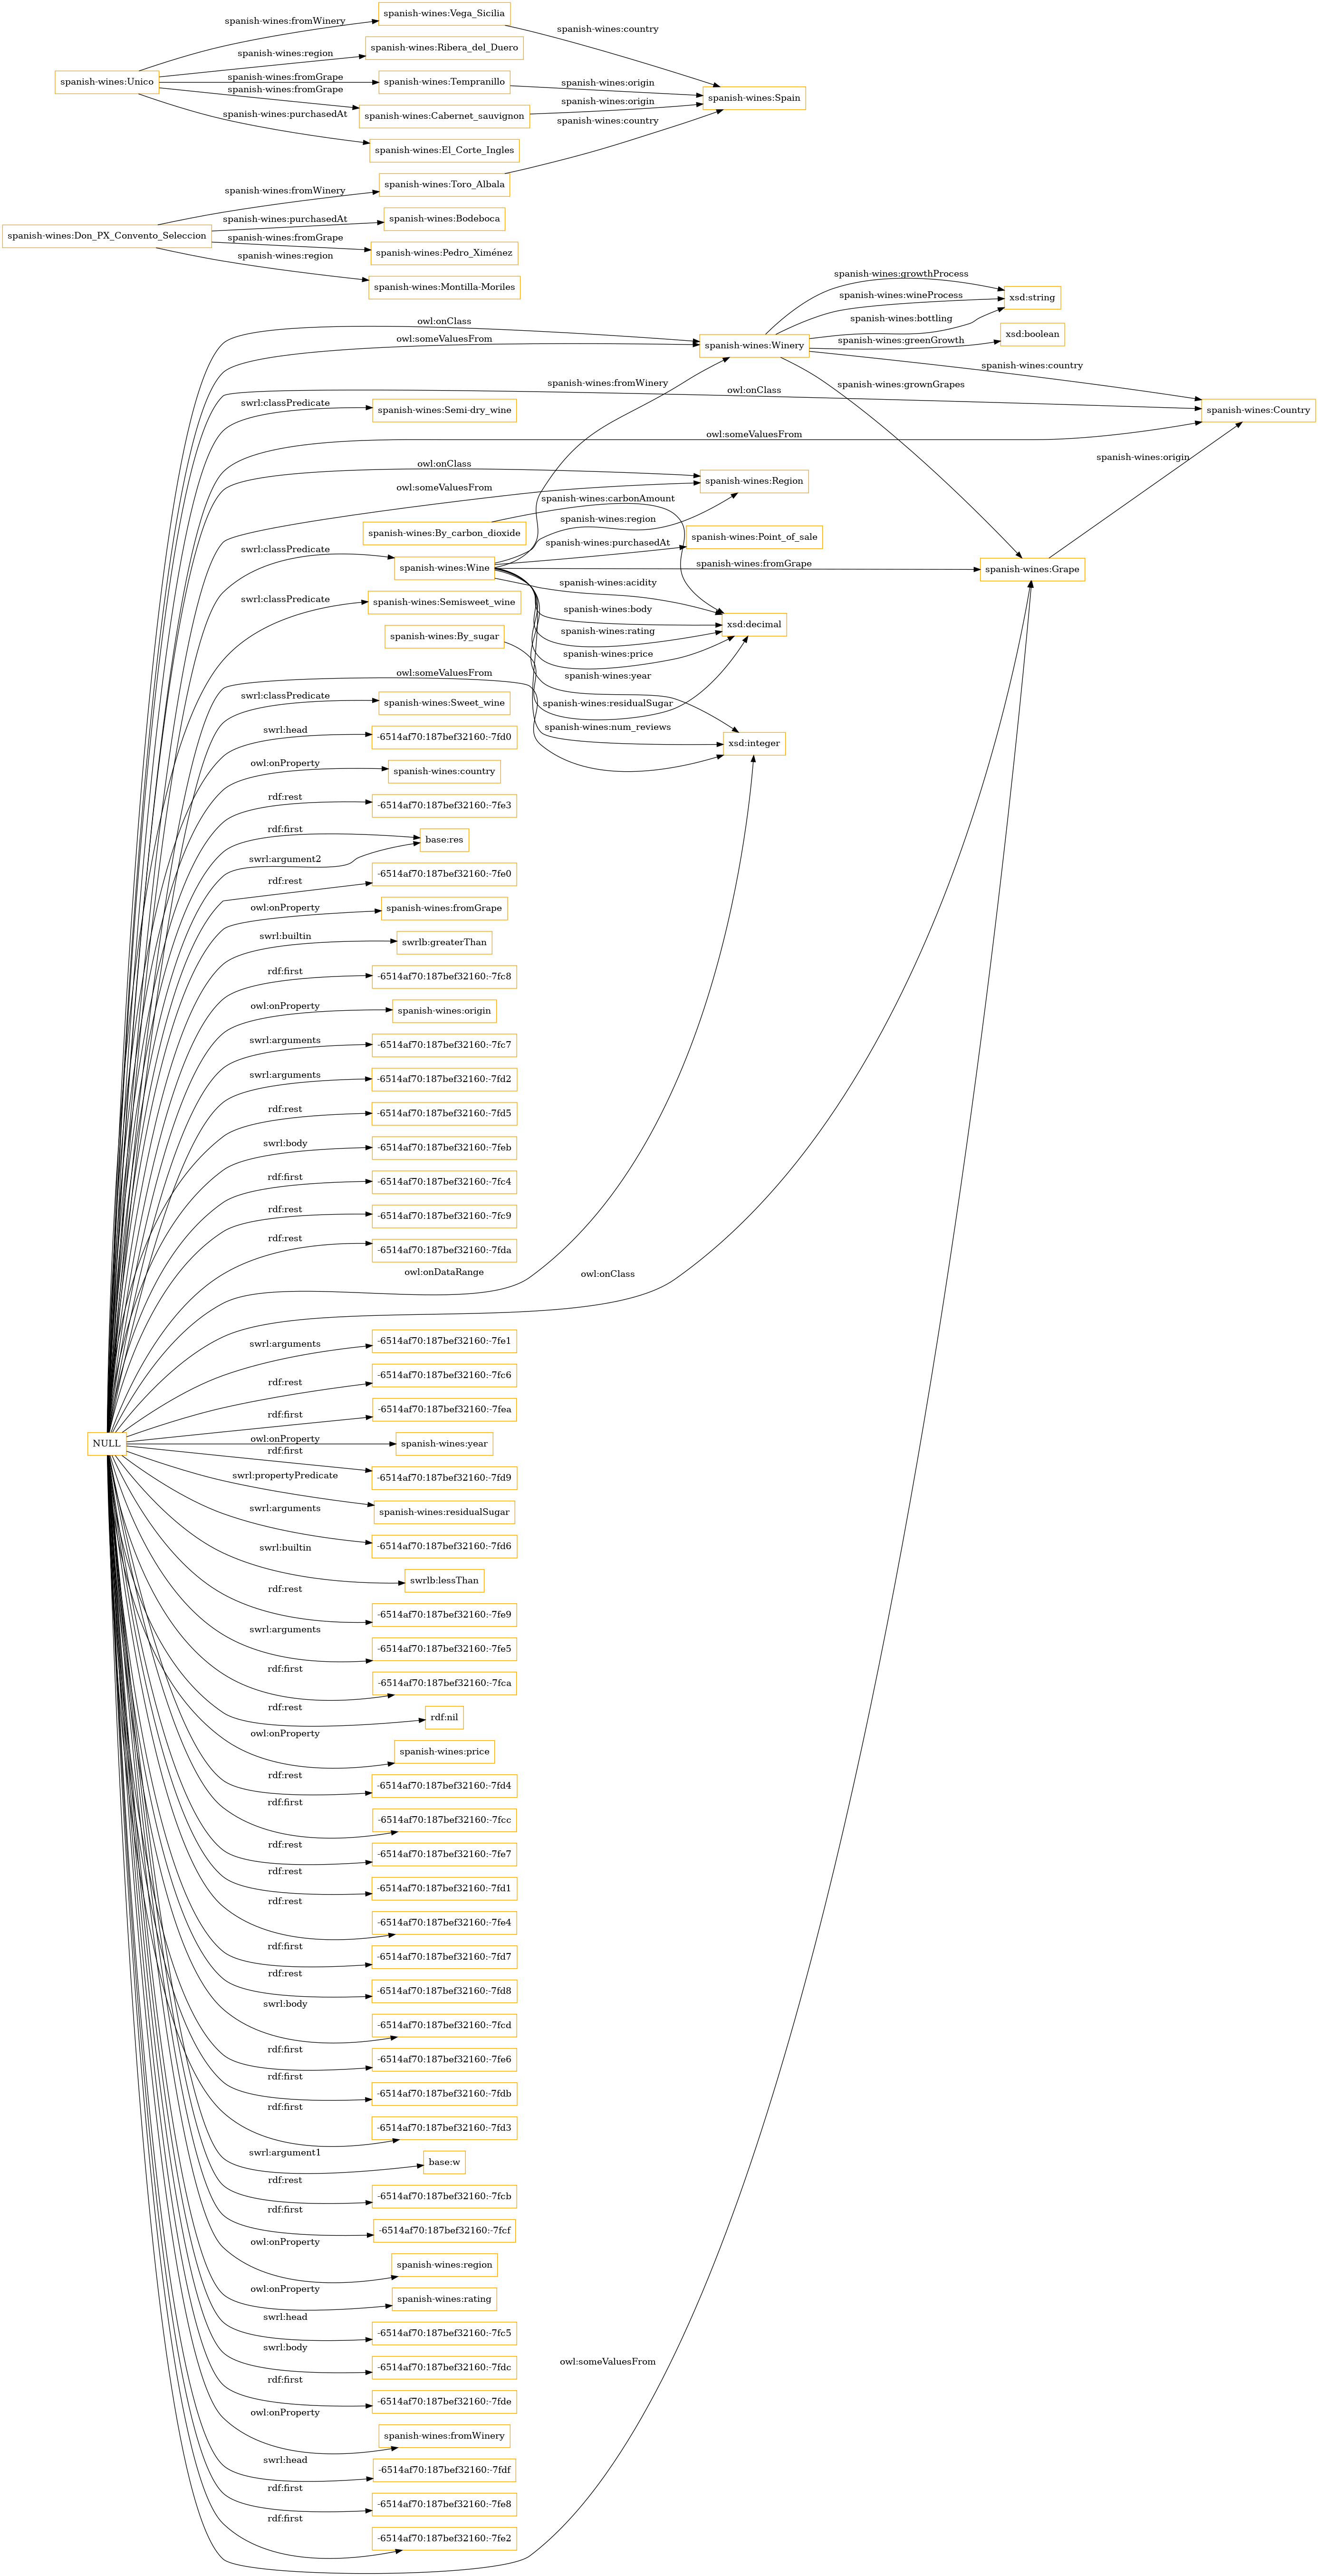 spanish-wines:Vega_Sicilia
spanish-wines:fromWinery
spanish-wines:country
spanish-wines:Ribera_del_Duero
spanish-wines:region
spanish-wines:Unico
spanish-wines:fromGrape
spanish-wines:Tempranillo
spanish-wines:origin
spanish-wines:fromGrape
spanish-wines:Spain
spanish-wines:origin
spanish-wines:Cabernet_sauvignon
spanish-wines:purchasedAt
spanish-wines:country
spanish-wines:El_Corte_Ingles
spanish-wines:Toro_Albala
spanish-wines:fromWinery
spanish-wines:purchasedAt
spanish-wines:Bodeboca
spanish-wines:Don_PX_Convento_Seleccion
spanish-wines:fromGrape
spanish-wines:Pedro_Ximénez
spanish-wines:region
spanish-wines:Montilla-Moriles
spanish-wines:growthProcess
spanish-wines:wineProcess
xsd:string
spanish-wines:bottling
owl:onClass
xsd:boolean
owl:someValuesFrom
spanish-wines:Winery
spanish-wines:greenGrowth
spanish-wines:country
spanish-wines:fromWinery
owl:onClass
spanish-wines:grownGrapes
swrl:classPredicate
spanish-wines:Semi-dry_wine
spanish-wines:Country
owl:someValuesFrom
spanish-wines:origin
owl:onClass
spanish-wines:Region
owl:someValuesFrom
spanish-wines:carbonAmount
spanish-wines:region
spanish-wines:By_carbon_dioxide
spanish-wines:Point_of_sale
spanish-wines:purchasedAt
swrl:classPredicate
spanish-wines:Wine
spanish-wines:fromGrape
spanish-wines:Grape
spanish-wines:acidity
swrl:classPredicate
spanish-wines:Semisweet_wine
spanish-wines:body
xsd:decimal
spanish-wines:rating
spanish-wines:By_sugar
spanish-wines:price
owl:someValuesFrom
spanish-wines:year
swrl:classPredicate
spanish-wines:Sweet_wine
spanish-wines:residualSugar
spanish-wines:num_reviews
swrl:head
-6514af70:187bef32160:-7fd0
xsd:integer
owl:onProperty
spanish-wines:country
rdf:rest
-6514af70:187bef32160:-7fe3
rdf:first
base:res
swrl:argument2
rdf:rest
-6514af70:187bef32160:-7fe0
owl:onProperty
spanish-wines:fromGrape
swrl:builtin
swrlb:greaterThan
rdf:first
-6514af70:187bef32160:-7fc8
owl:onProperty
spanish-wines:origin
swrl:arguments
-6514af70:187bef32160:-7fc7
swrl:arguments
-6514af70:187bef32160:-7fd2
rdf:rest
-6514af70:187bef32160:-7fd5
swrl:body
-6514af70:187bef32160:-7feb
rdf:first
-6514af70:187bef32160:-7fc4
rdf:rest
-6514af70:187bef32160:-7fc9
rdf:rest
-6514af70:187bef32160:-7fda
owl:onDataRange
owl:onClass
swrl:arguments
-6514af70:187bef32160:-7fe1
rdf:rest
-6514af70:187bef32160:-7fc6
rdf:first
-6514af70:187bef32160:-7fea
NULL
owl:onProperty
spanish-wines:year
rdf:first
-6514af70:187bef32160:-7fd9
swrl:propertyPredicate
spanish-wines:residualSugar
swrl:arguments
-6514af70:187bef32160:-7fd6
swrl:builtin
swrlb:lessThan
rdf:rest
-6514af70:187bef32160:-7fe9
swrl:arguments
-6514af70:187bef32160:-7fe5
rdf:first
-6514af70:187bef32160:-7fca
rdf:rest
rdf:nil
owl:onProperty
spanish-wines:price
rdf:rest
-6514af70:187bef32160:-7fd4
rdf:first
-6514af70:187bef32160:-7fcc
rdf:rest
-6514af70:187bef32160:-7fe7
rdf:rest
-6514af70:187bef32160:-7fd1
rdf:rest
-6514af70:187bef32160:-7fe4
rdf:first
-6514af70:187bef32160:-7fd7
rdf:rest
-6514af70:187bef32160:-7fd8
swrl:body
-6514af70:187bef32160:-7fcd
rdf:first
-6514af70:187bef32160:-7fe6
rdf:first
-6514af70:187bef32160:-7fdb
rdf:first
-6514af70:187bef32160:-7fd3
swrl:argument1
base:w
rdf:rest
-6514af70:187bef32160:-7fcb
rdf:first
-6514af70:187bef32160:-7fcf
owl:onProperty
spanish-wines:region
owl:onProperty
spanish-wines:rating
swrl:head
-6514af70:187bef32160:-7fc5
swrl:body
-6514af70:187bef32160:-7fdc
owl:someValuesFrom
rdf:first
-6514af70:187bef32160:-7fde
owl:onProperty
spanish-wines:fromWinery
swrl:head
-6514af70:187bef32160:-7fdf
rdf:first
-6514af70:187bef32160:-7fe8
rdf:first
-6514af70:187bef32160:-7fe2